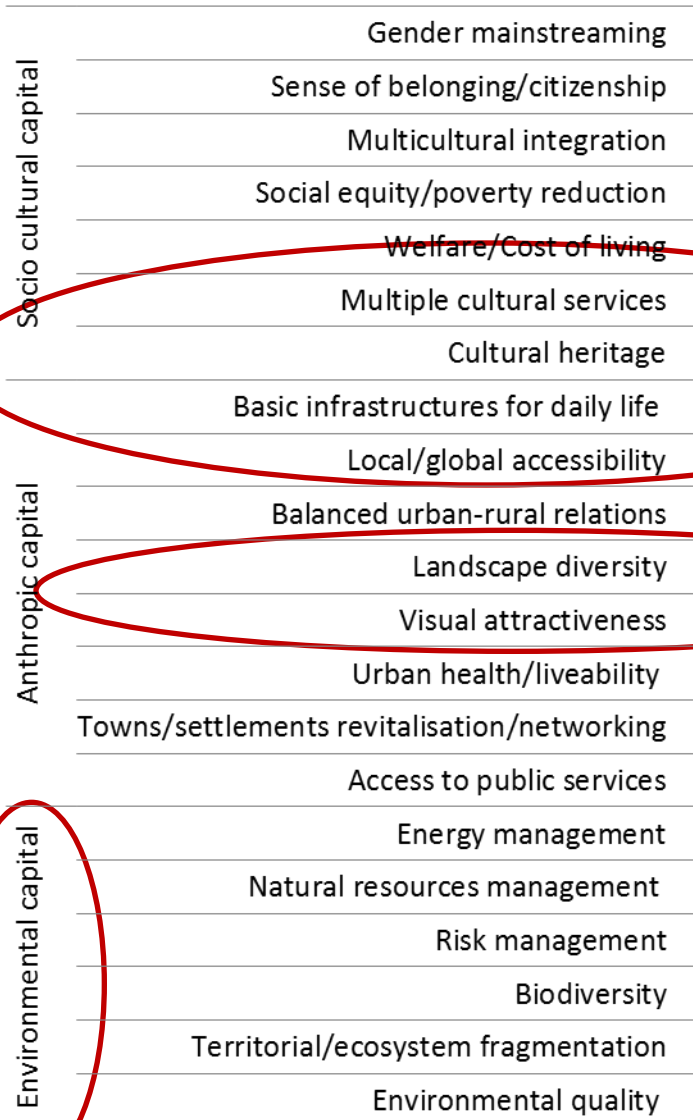 Socio cultural capital
Gender mainstreaming
Sense of belonging/citizenship
Multicultural integration
Social equity/poverty reduction
Welfare/Cost of living
Multiple cultural services
Cultural heritage
Anthropic capital
Basic infrastructures for daily life
Local/global accessibility
Balanced urban-rural relations
Landscape diversity
Visual attractiveness
Urban health/liveability
Towns/settlements revitalisation/networking
Access to public services
Environmental capital
Energy management
Natural resources management
Risk management
Biodiversity
Territorial/ecosystem fragmentation
Environmental quality